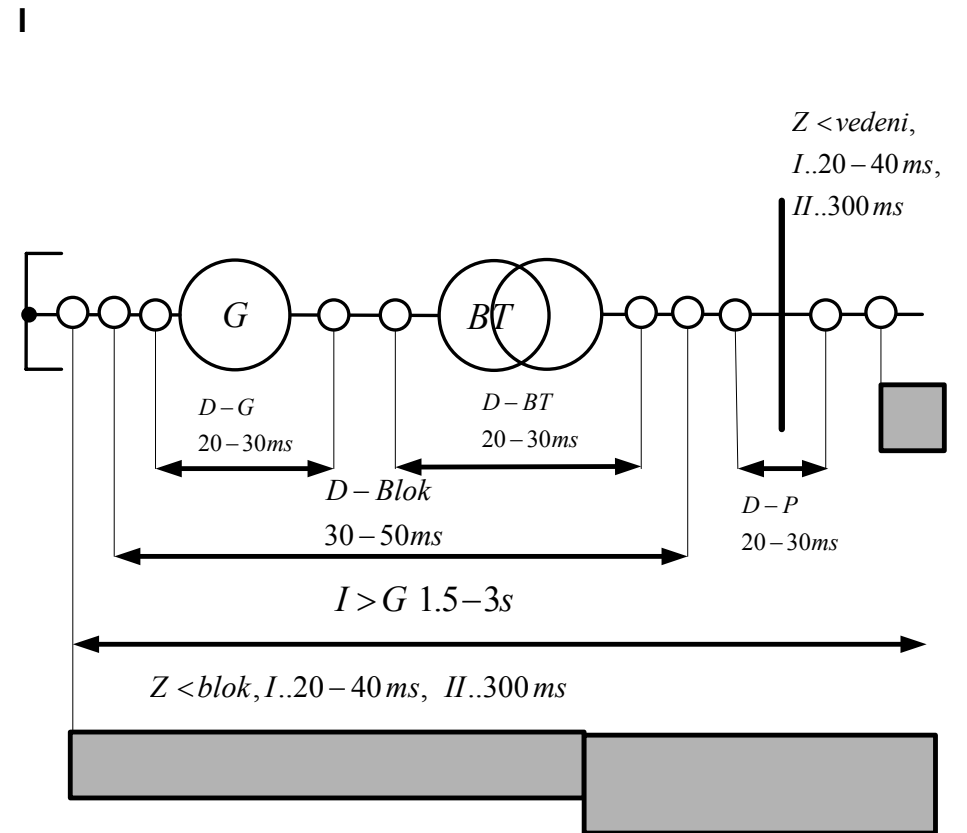 I
Z < vedeni,
I..20 – 40 ms,
II..300 ms
G
BT
D – G
20 – 30ms
D – BT
20 – 30ms
D – Blok
30 – 50ms
D – P
20 – 30ms
I > G 1.5 – 3s
Z < blok, I..20 – 40 ms, II..300 ms